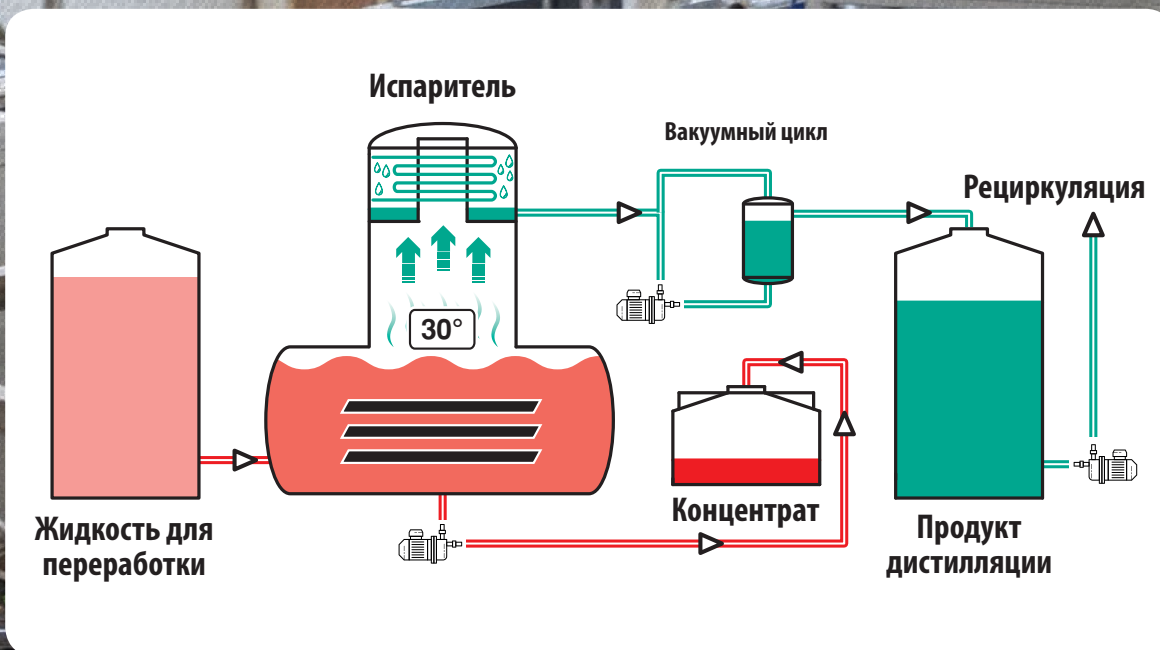 Испаритель
Вакуумный цикл
Рециркуляция
30°
Концентрат
Жидкость для
переработки
Продукт
дистилляции